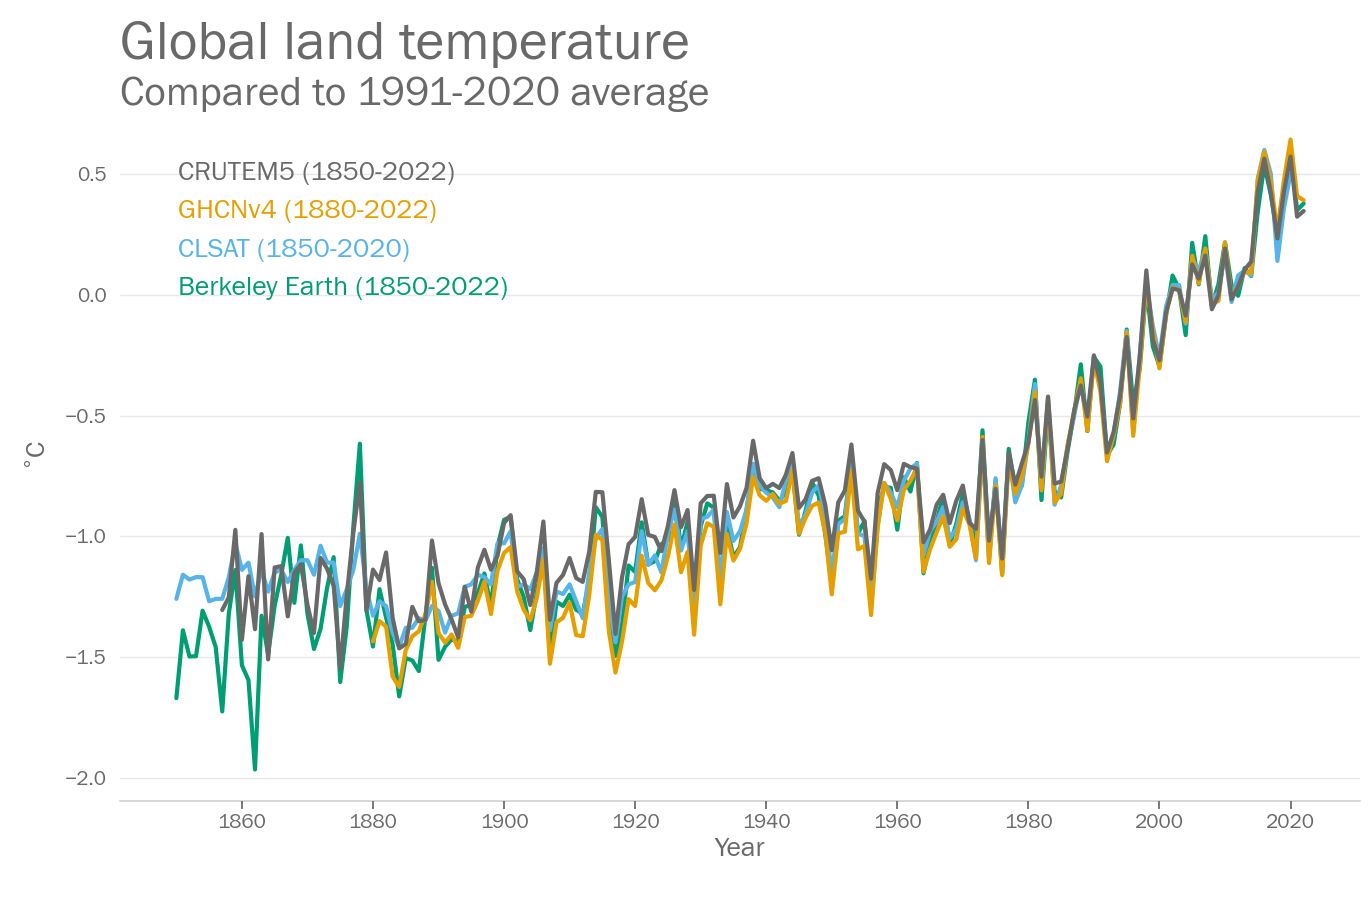 Global land temperature
Compared to 1991-2020 average
CRUTEM5 (1850-2022)
GHCNv4 (1880-2022)
CLSAT (1850-2020)
Berkeley Earth (1850-2022)
0.5
0.0
−0.5
−1.0
−1.5
−2.0
°C
1860 1880 1900 1920 1940 1960 1980 2000 2020
Year